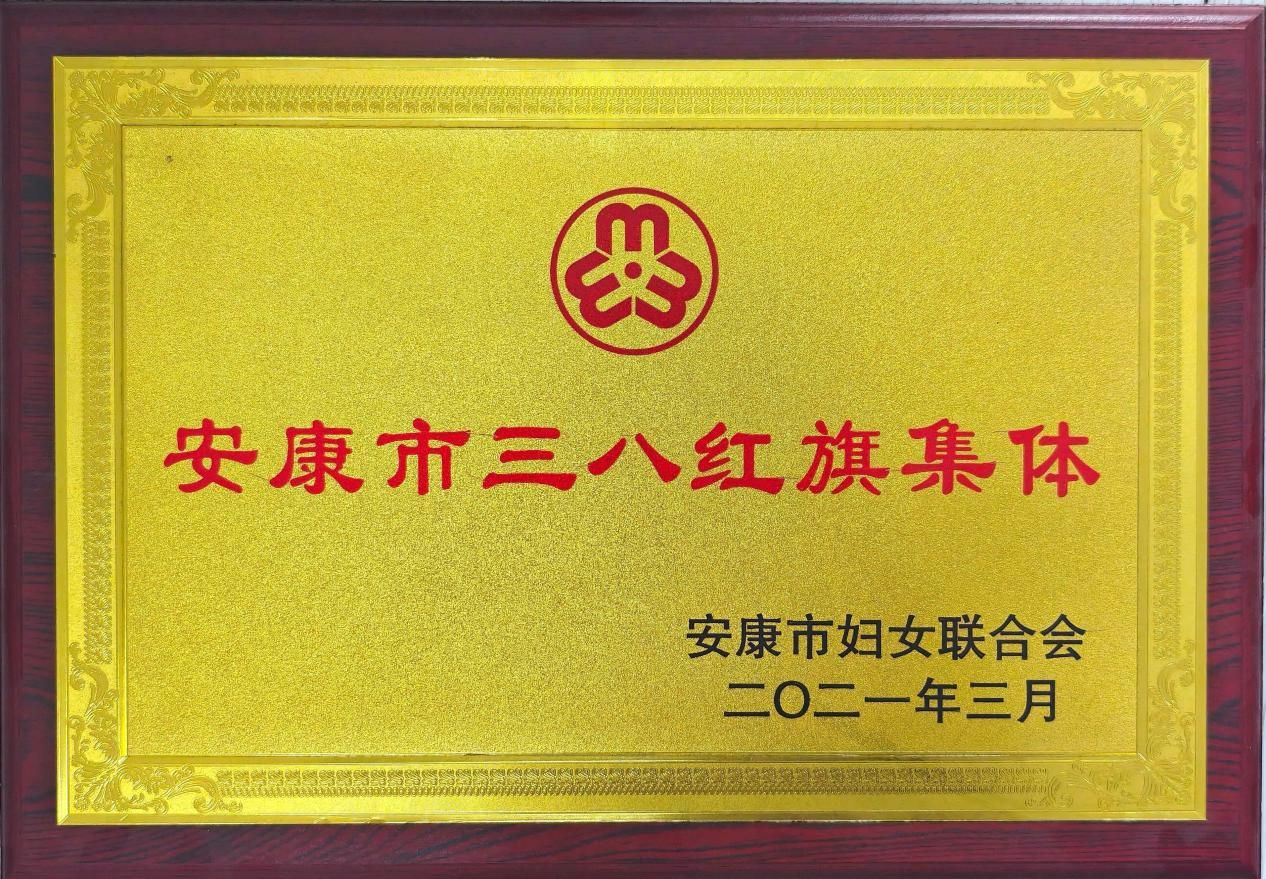 安康市三八红旗集体
安康市妇女联合会
二〇二一年三月